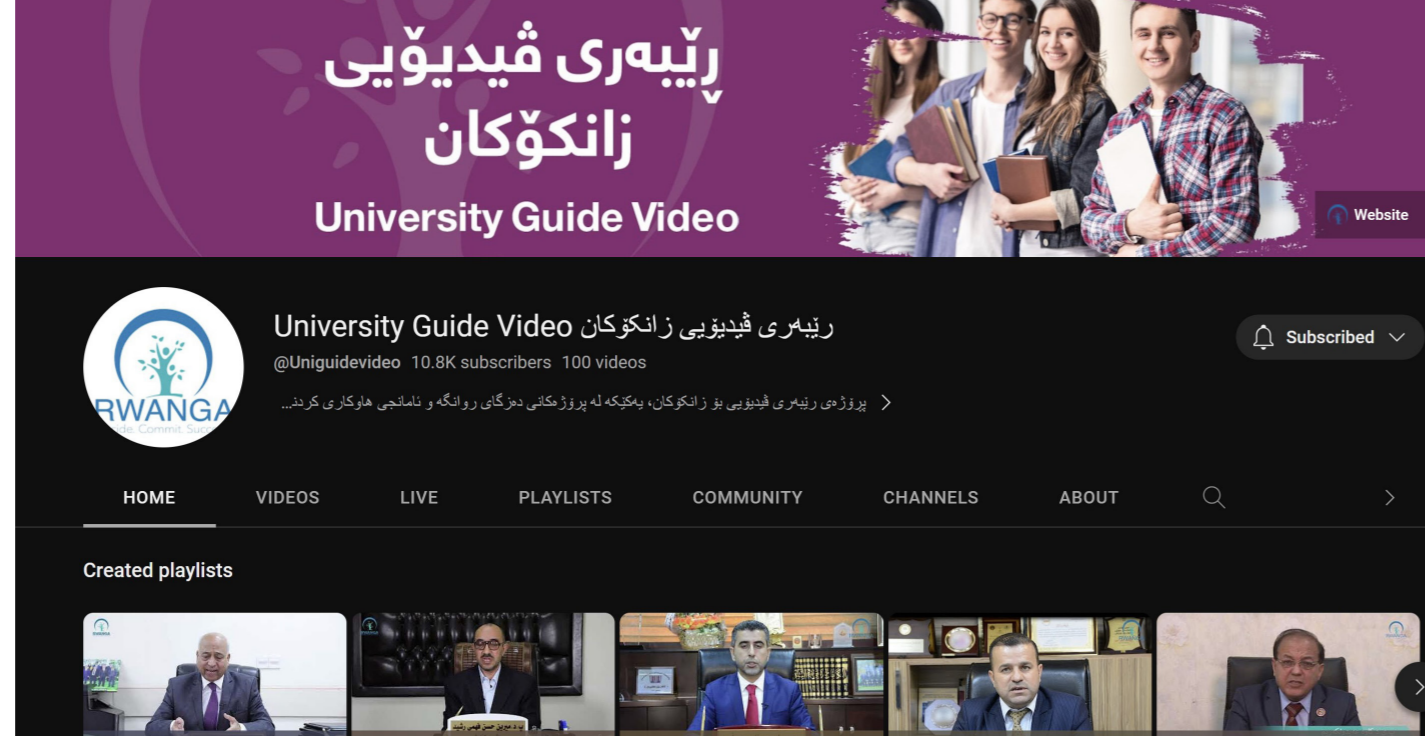 ڕێبەری ڤیدیۆیی
زانکۆکان
University Guide Video
Website
University Guide Video ڕێبەری ڤیدیۆیی زانکۆکان
@Uniguidevideo 10.8K subscribers 100 videos
پرۆژەی ڕێبەری ڤیدیۆیی بۆ زانکۆکان، یەکێکە لە پرۆژەکانی دەزگای روانگە و ئامانجی هاوکاری کردن...
Subscribed
RWANGA
HOME VIDEOS LIVE PLAYLISTS COMMUNITY CHANNELS ABOUT
Created playlists